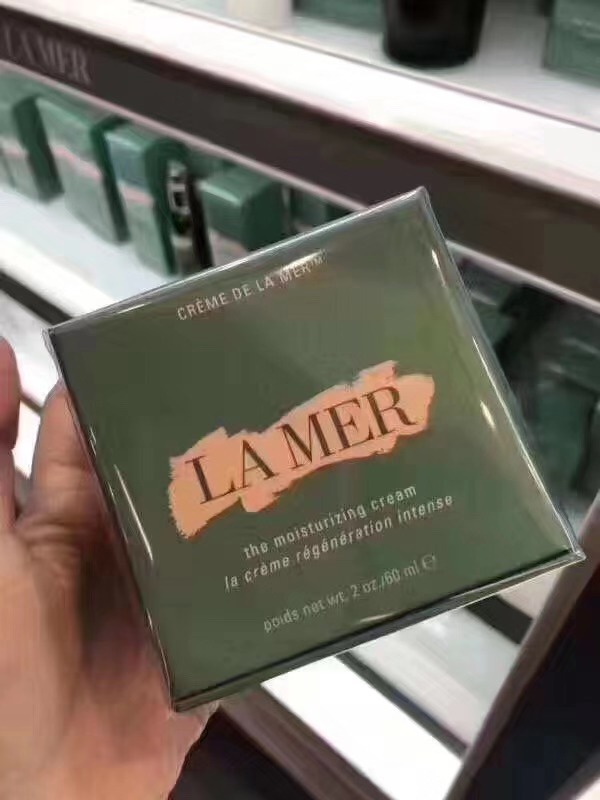 LA MER
CRÈME DE LA MER™
LA MER
the moisturizing cream
la crème régénération intense
poids net wt. 2 oz./60 ml ℮